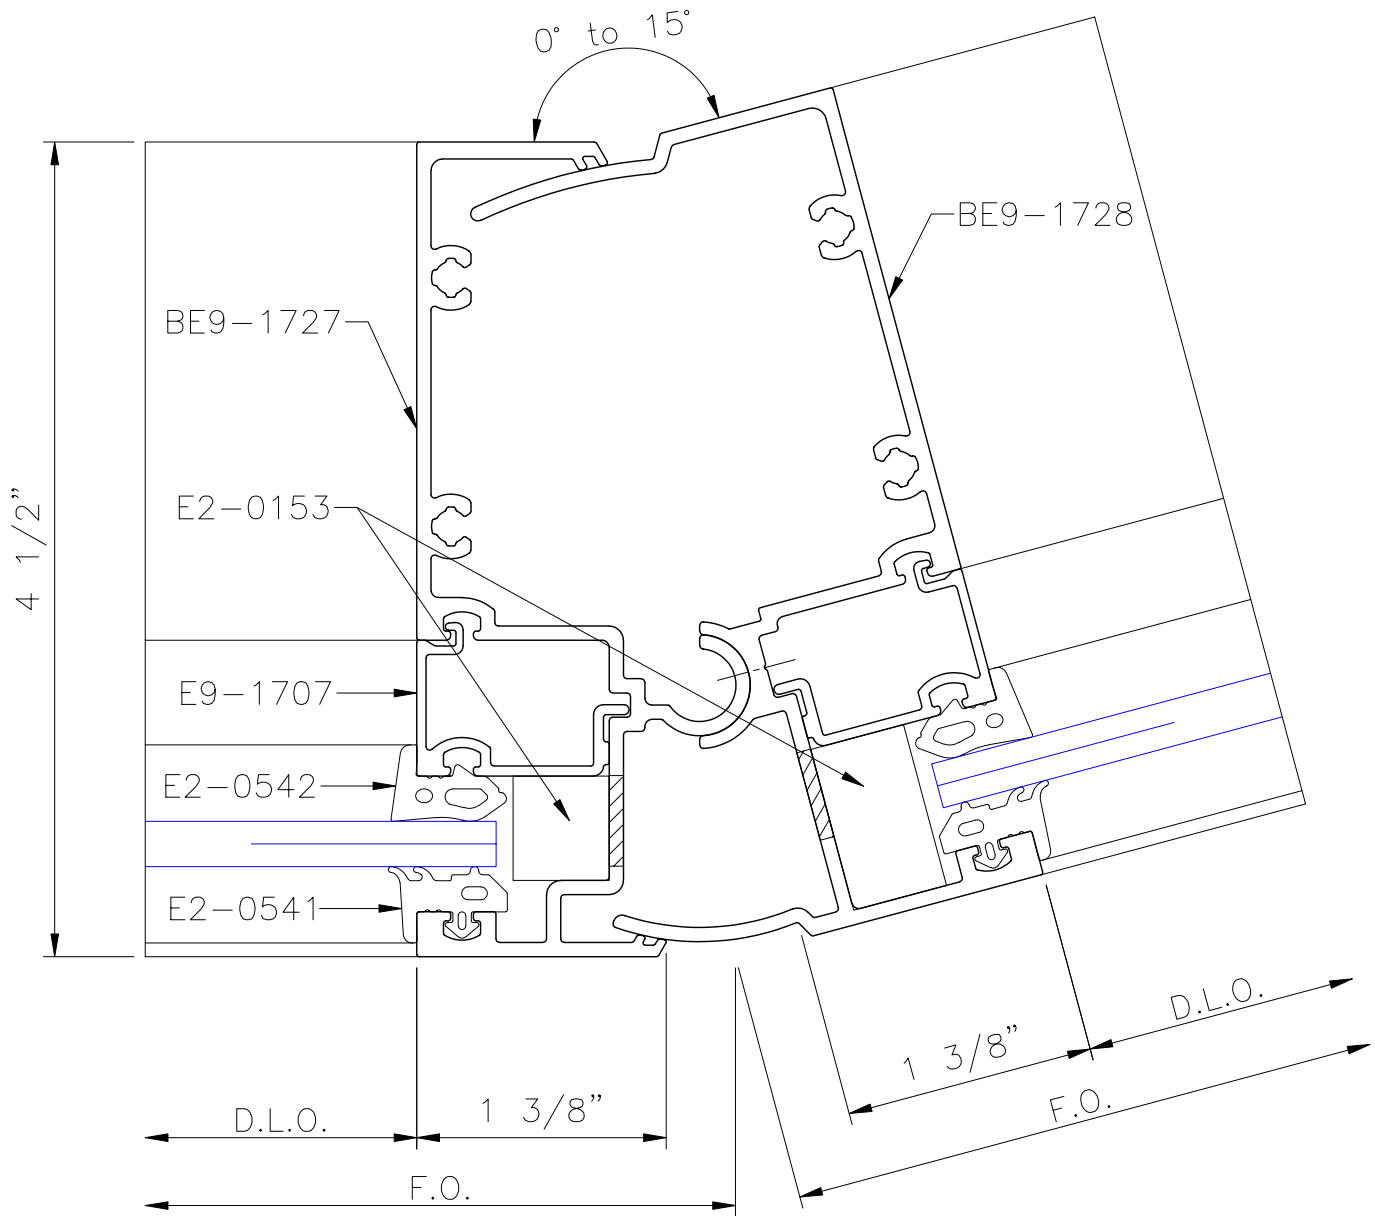 0° to 15°
BE9-1728
BE9-1727
E2-0153
4 1/2"
E9-1707
E2-0542
E2-0541
D.L.O.
1 3/8"
F.O.
1 3/8"
D.L.O.
F.O.